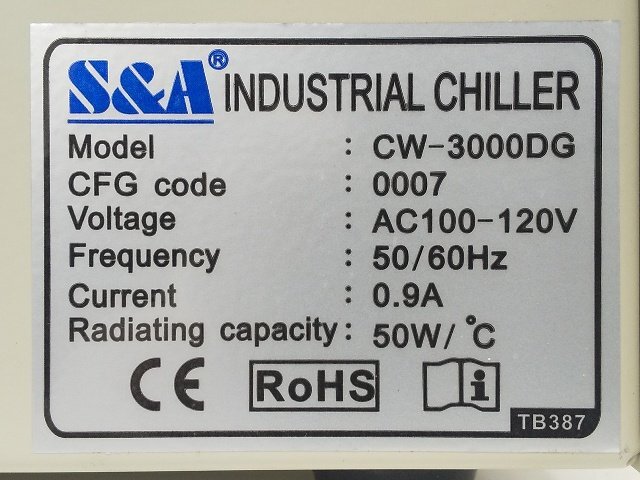 S&A® INDUSTRIAL CHILLER
Model : CW-3000DG
CFG code : 0007
Voltage : AC100-120V
Frequency : 50/60Hz
Current : 0.9A
Radiating capacity : 50W/℃
CE RoHS i
TB387